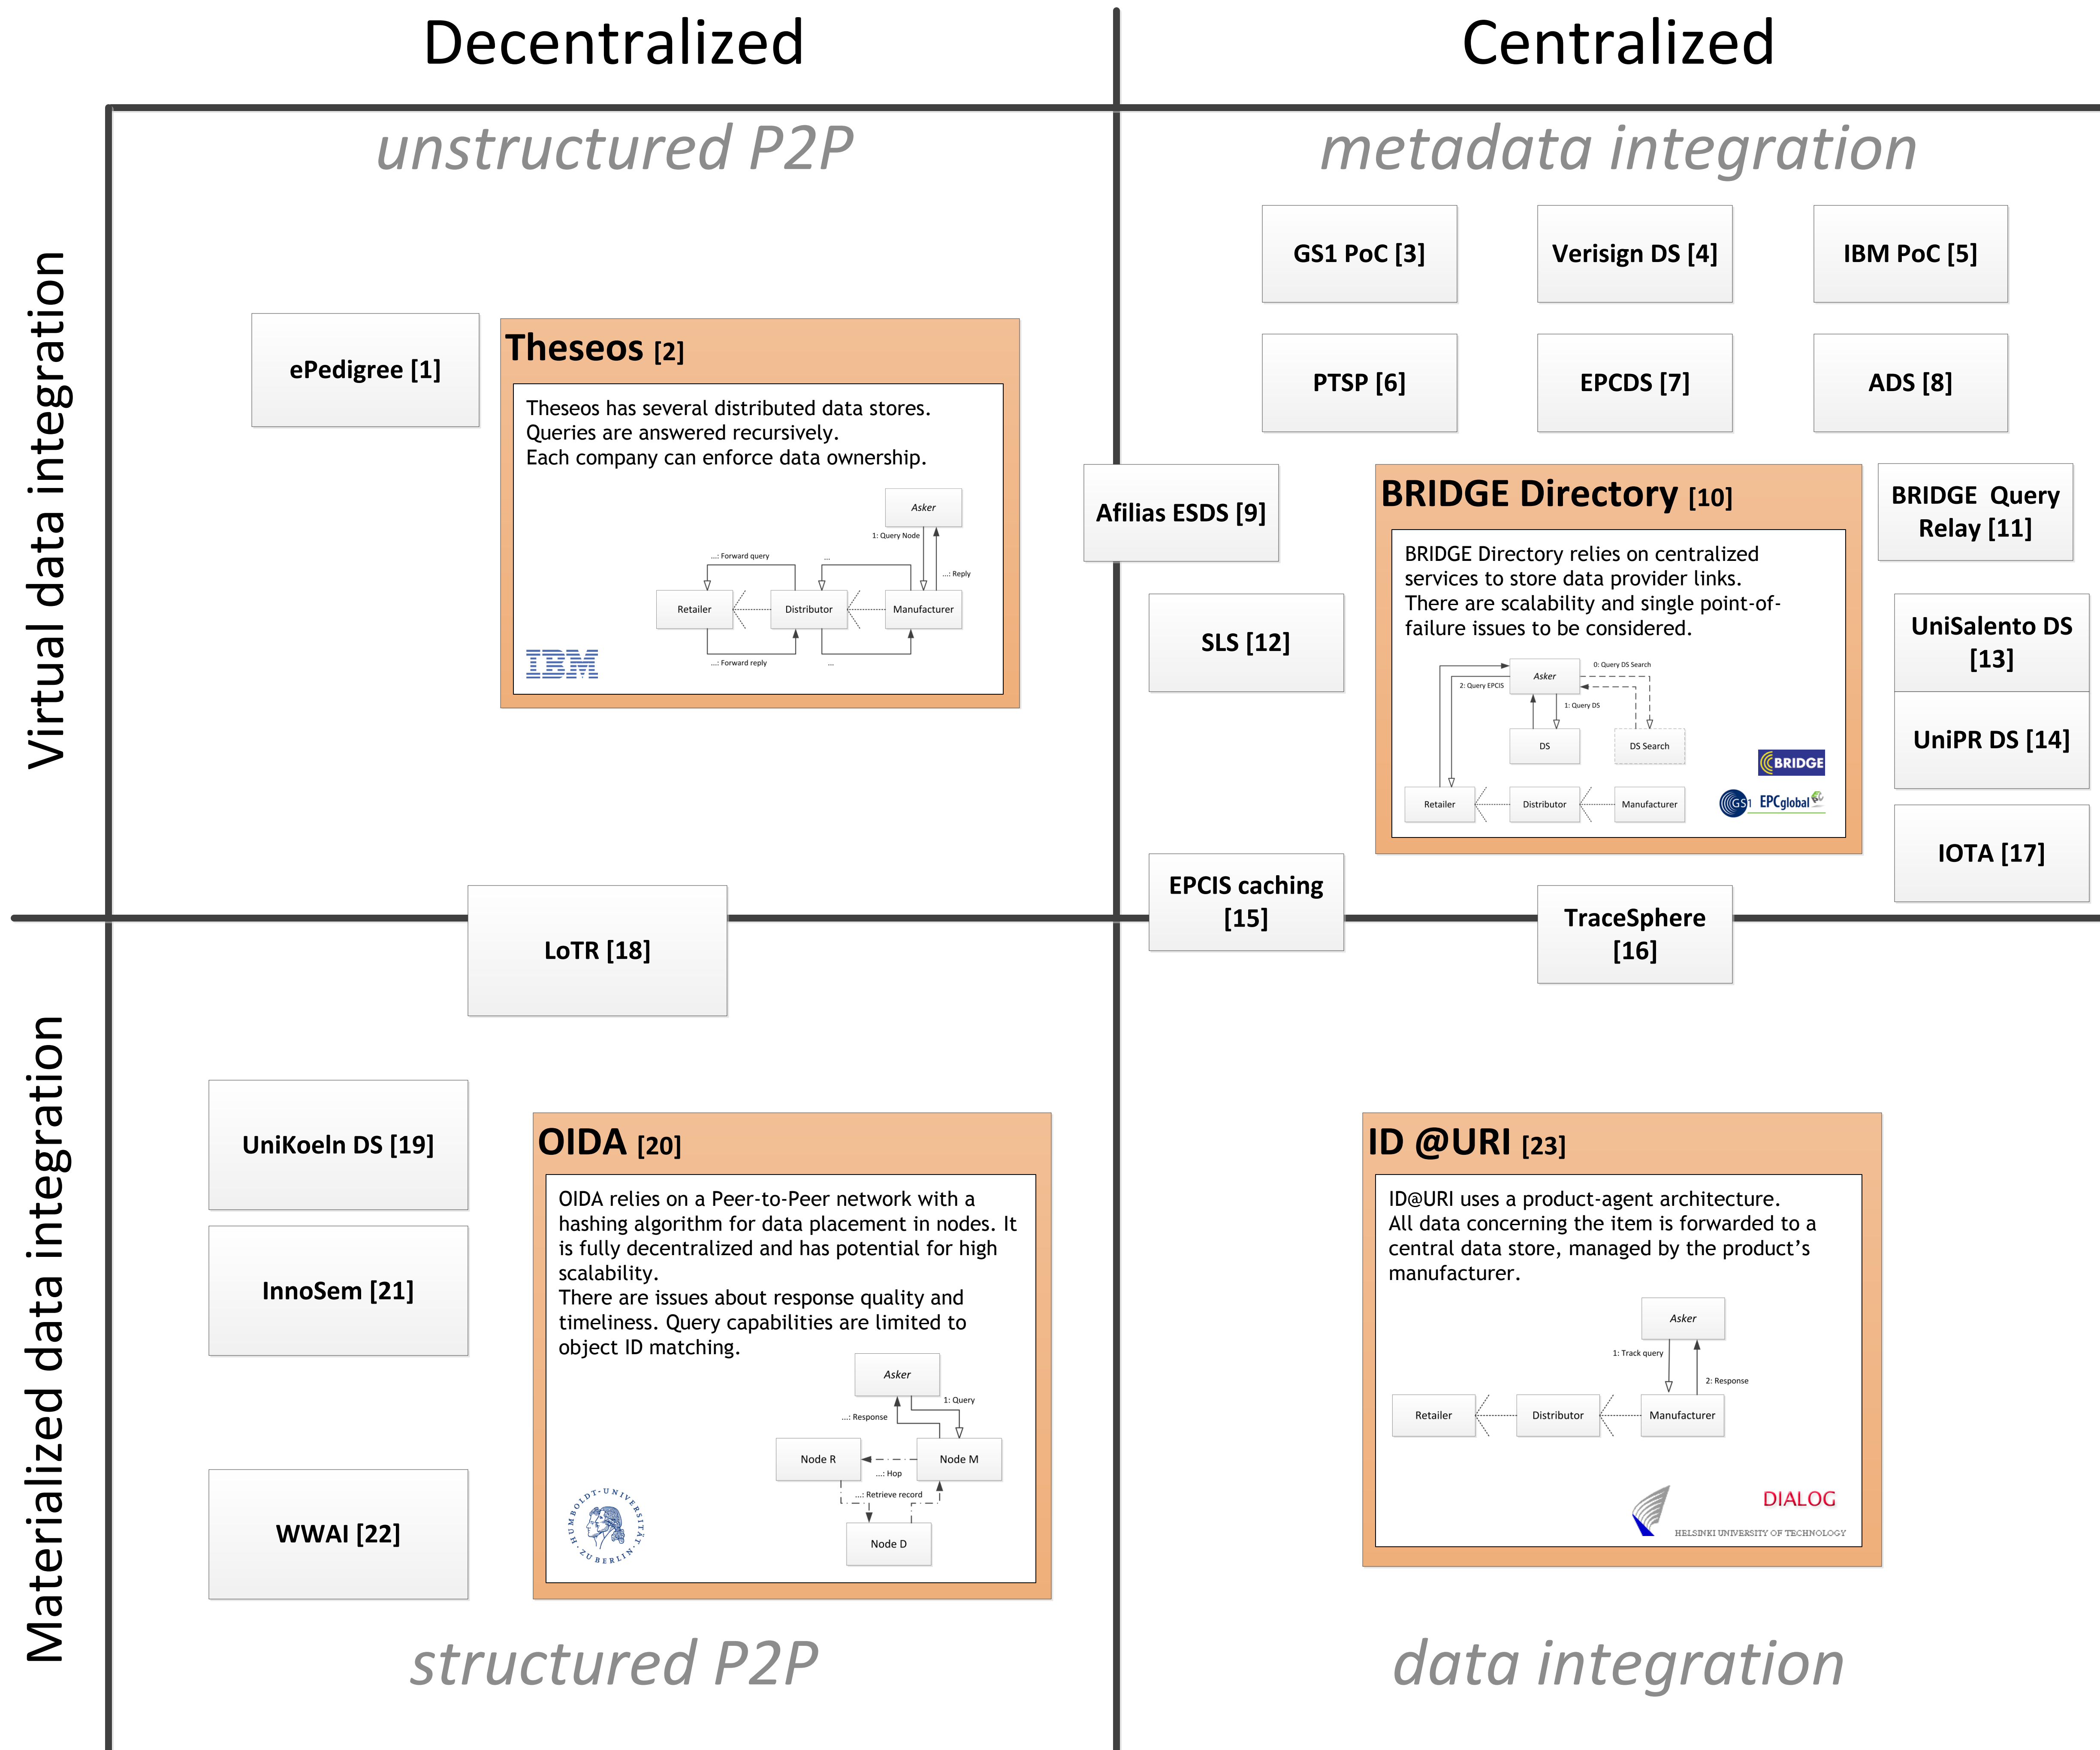 Decentralized
Centralized
Virtual data integration
Materialized data integration
unstructured P2P
ePedigree [1]
Theseos [2]
Theseos has several distributed data stores.
Queries are answered recursively.
Each company can enforce data ownership.
Asker
1: Query Node
...: Forward query
...
...: Reply
Retailer
Distributor
Manufacturer
...: Forward reply
...
IBM
metadata integration
GS1 PoC [3]
Verisign DS [4]
IBM PoC [5]
PTSP [6]
EPCDS [7]
ADS [8]
Afilias ESDS [9]
BRIDGE Directory [10]
BRIDGE Directory relies on centralized
services to store data provider links.
There are scalability and single point-of-
failure issues to be considered.
0: Query DS Search
Asker
2: Query EPCIS
1: Query DS
DS
DS Search
BRIDGE
Retailer
Distributor
Manufacturer
GS1
EPCglobal
BRIDGE Query
Relay [11]
SLS [12]
UniSalento DS
[13]
UniPR DS [14]
IOTA [17]
EPCIS caching
[15]
TraceSphere
[16]
LoTR [18]
UniKoeln DS [19]
InnoSem [21]
WWAI [22]
OIDA [20]
OIDA relies on a Peer-to-Peer network with a
hashing algorithm for data placement in nodes. It
is fully decentralized and has potential for high
scalability.
There are issues about response quality and
timeliness. Query capabilities are limited to
object ID matching.
Asker
1: Query
...: Response
Node R
Node M
...: Hop
...: Retrieve record
Node D
HUMBOLDT-UNIVERSITÄT
ZU BERLIN
structured P2P
ID @URI [23]
ID@URI uses a product-agent architecture.
All data concerning the item is forwarded to a
central data store, managed by the product’s
manufacturer.
Asker
1: Track query
2: Response
Retailer
Distributor
Manufacturer
DIALOG
HELSINKI UNIVERSITY OF TECHNOLOGY
data integration